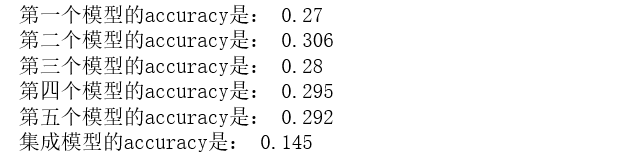 第一个模型的accuracy是： 0.27
第二个模型的accuracy是： 0.306
第三个模型的accuracy是： 0.28
第四个模型的accuracy是： 0.295
第五个模型的accuracy是： 0.292
集成模型的accuracy是： 0.145